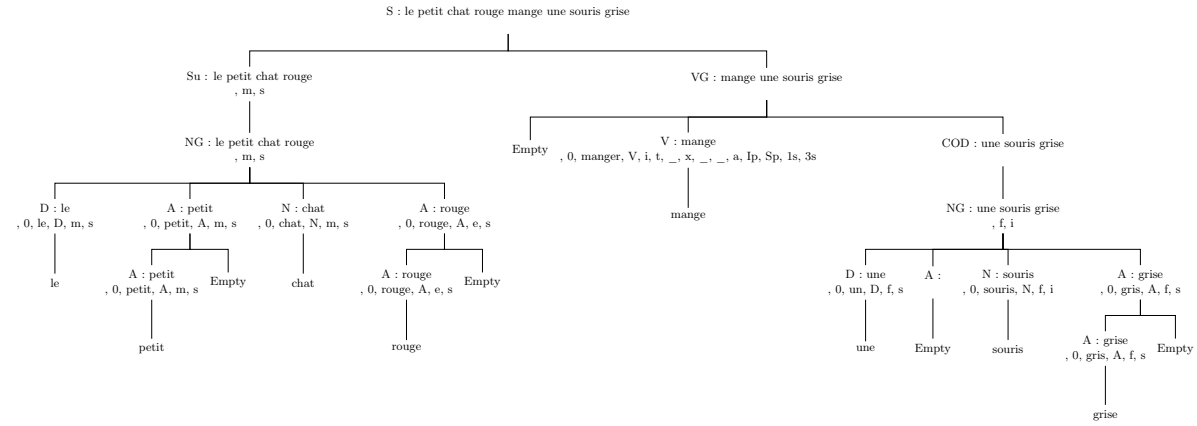 S : le petit chat rouge mange une souris grise
Su : le petit chat rouge
, m, s
VG : mange une souris grise
NG : le petit chat rouge
, m, s
Empty
V : mange
, 0, manger, V, i, t, _, x, _, _, a, Ip, Sp, 1s, 3s
COD : une souris grise
D : le
, 0, le, D, m, s
A : petit
, 0, petit, A, m, s
N : chat
, 0, chat, N, m, s
A : rouge
, 0, rouge, A, e, s
mange
NG : une souris grise
, f, i
le
A : petit
, 0, petit, A, m, s
Empty
chat
A : rouge
, 0, rouge, A, e, s
Empty
D : une
, 0, un, D, f, s
A :
N : souris
, 0, souris, N, f, i
A : grise
, 0, gris, A, f, s
petit
rouge
une
Empty
souris
A : grise
, 0, gris, A, f, s
Empty
grise